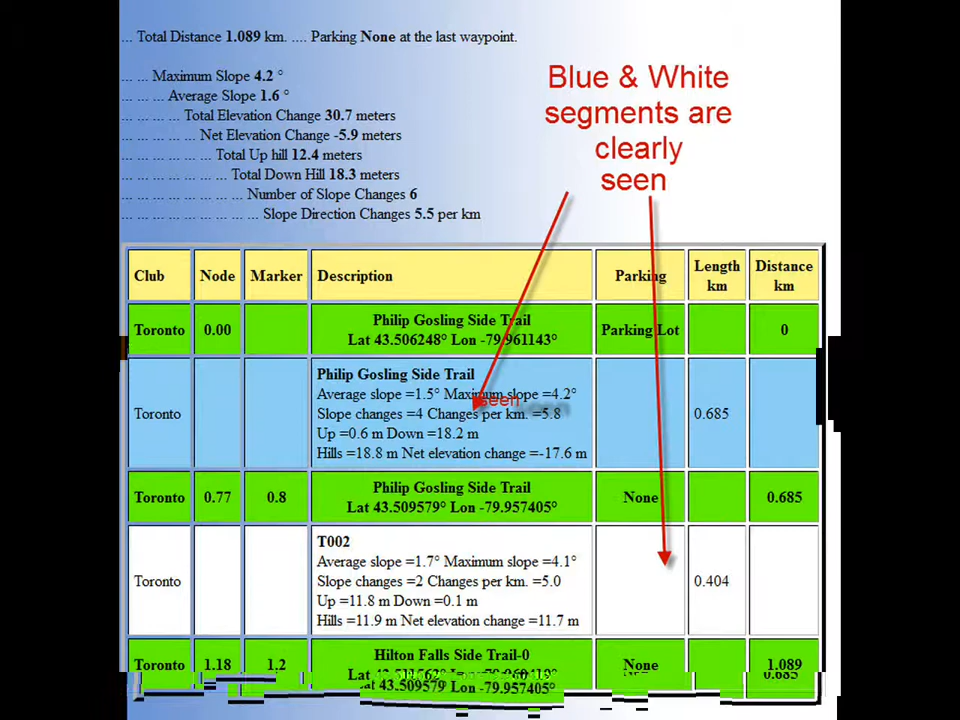 ... Total Distance 1.089 km. .... Parking None at the last waypoint.
... ... Maximum Slope 4.2 °
... ... ... Average Slope 1.6 °
... ... ... ... Total Elevation Change 30.7 meters
... ... ... ... ... Net Elevation Change -5.9 meters
... ... ... ... ... ... Total Up hill 12.4 meters
... ... ... ... ... ... ... Total Down Hill 18.3 meters
... ... ... ... ... ... ... ... Number of Slope Changes 6
... ... ... ... ... ... ... ... ... Slope Direction Changes 5.5 per km
Blue & White
segments are
clearly
seen
Club Node Marker Description Parking Length km Distance km
Toronto 0.00 Philip Gosling Side Trail Parking Lot 0
Lat 43.506248° Lon -79.961143°
Philip Gosling Side Trail
Average slope =1.5° Maximum slope =4.2°
seen
Toronto Slope changes =4 Changes per km. =5.8 0.685
Up =0.6 m Down =18.2 m
Hills =18.8 m Net elevation change =-17.6 m
Philip Gosling Side Trail
Toronto 0.77 0.8 None 0.685
Lat 43.509579° Lon -79.957405°
T002
Average slope =1.7° Maximum slope =4.1°
Toronto Slope changes =2 Changes per km. =5.0 0.404
Up =11.8 m Down =0.1 m
Hills =11.9 m Net elevation change =11.7 m
Hilton Falls Side Trail-0
Toronto 1.18 1.2 None 1.089
0.685
Lat 43.509579° Lon -79.957405°